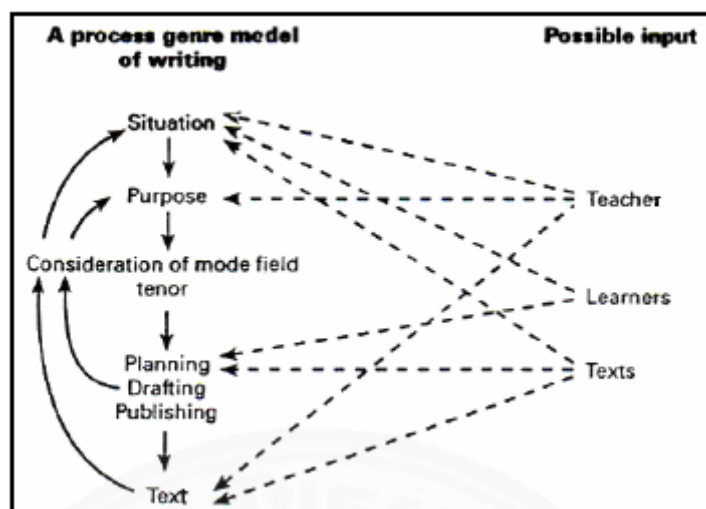 A process genre model
of writing
Possible input
Situation
Purpose
Teacher
Consideration of mode field
tenor
Learners
Planning
Drafting
Publishing
Texts
Text